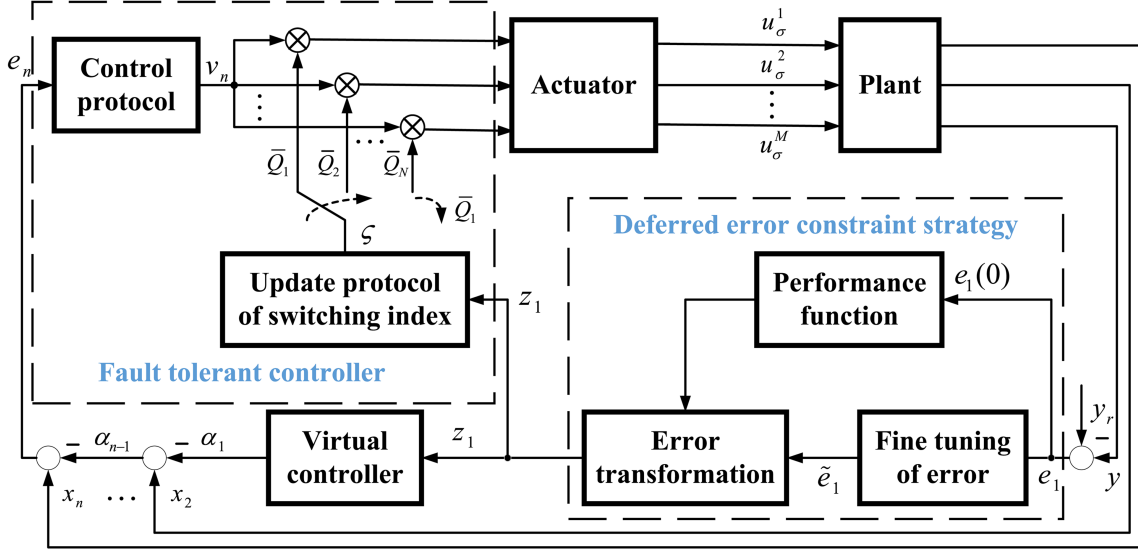 e_n
Control
protocol
v_n
Q̄_1
Q̄_2
...
Q̄_N
Q̄_1
ς
Update protocol
of switching index
Fault tolerant controller
Actuator
u_σ^1
u_σ^2
u_σ^M
Plant
Deferred error constraint strategy
Performance
function
e_1(0)
z_1
Error
transformation
ẽ_1
Fine tuning
of error
e_1
y_r
−
y
z_1
Virtual
controller
α_1
−
x_2
...
α_{n−1}
−
x_n